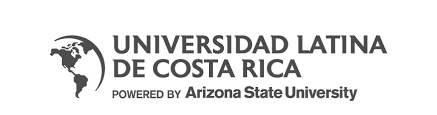 UNIVERSIDAD LATINA
DE COSTA RICA
POWERED BY Arizona State University